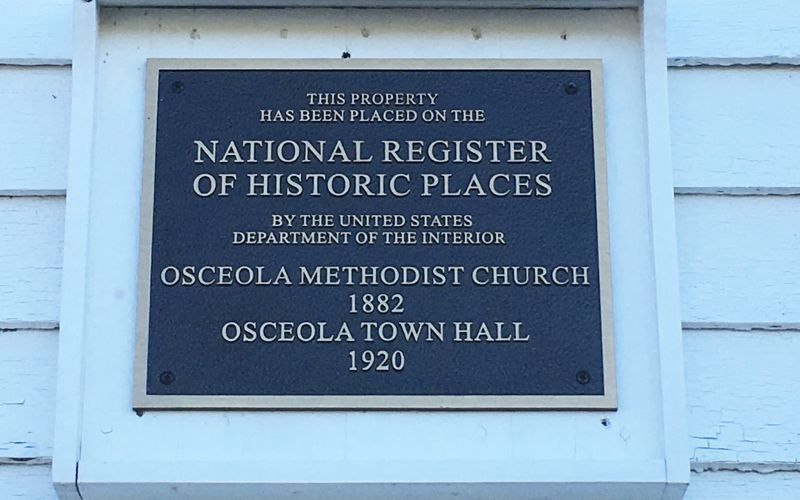 THIS PROPERTY
HAS BEEN PLACED ON THE
NATIONAL REGISTER
OF HISTORIC PLACES
BY THE UNITED STATES
DEPARTMENT OF THE INTERIOR
OSCEOLA METHODIST CHURCH
1882
OSCEOLA TOWN HALL
1920